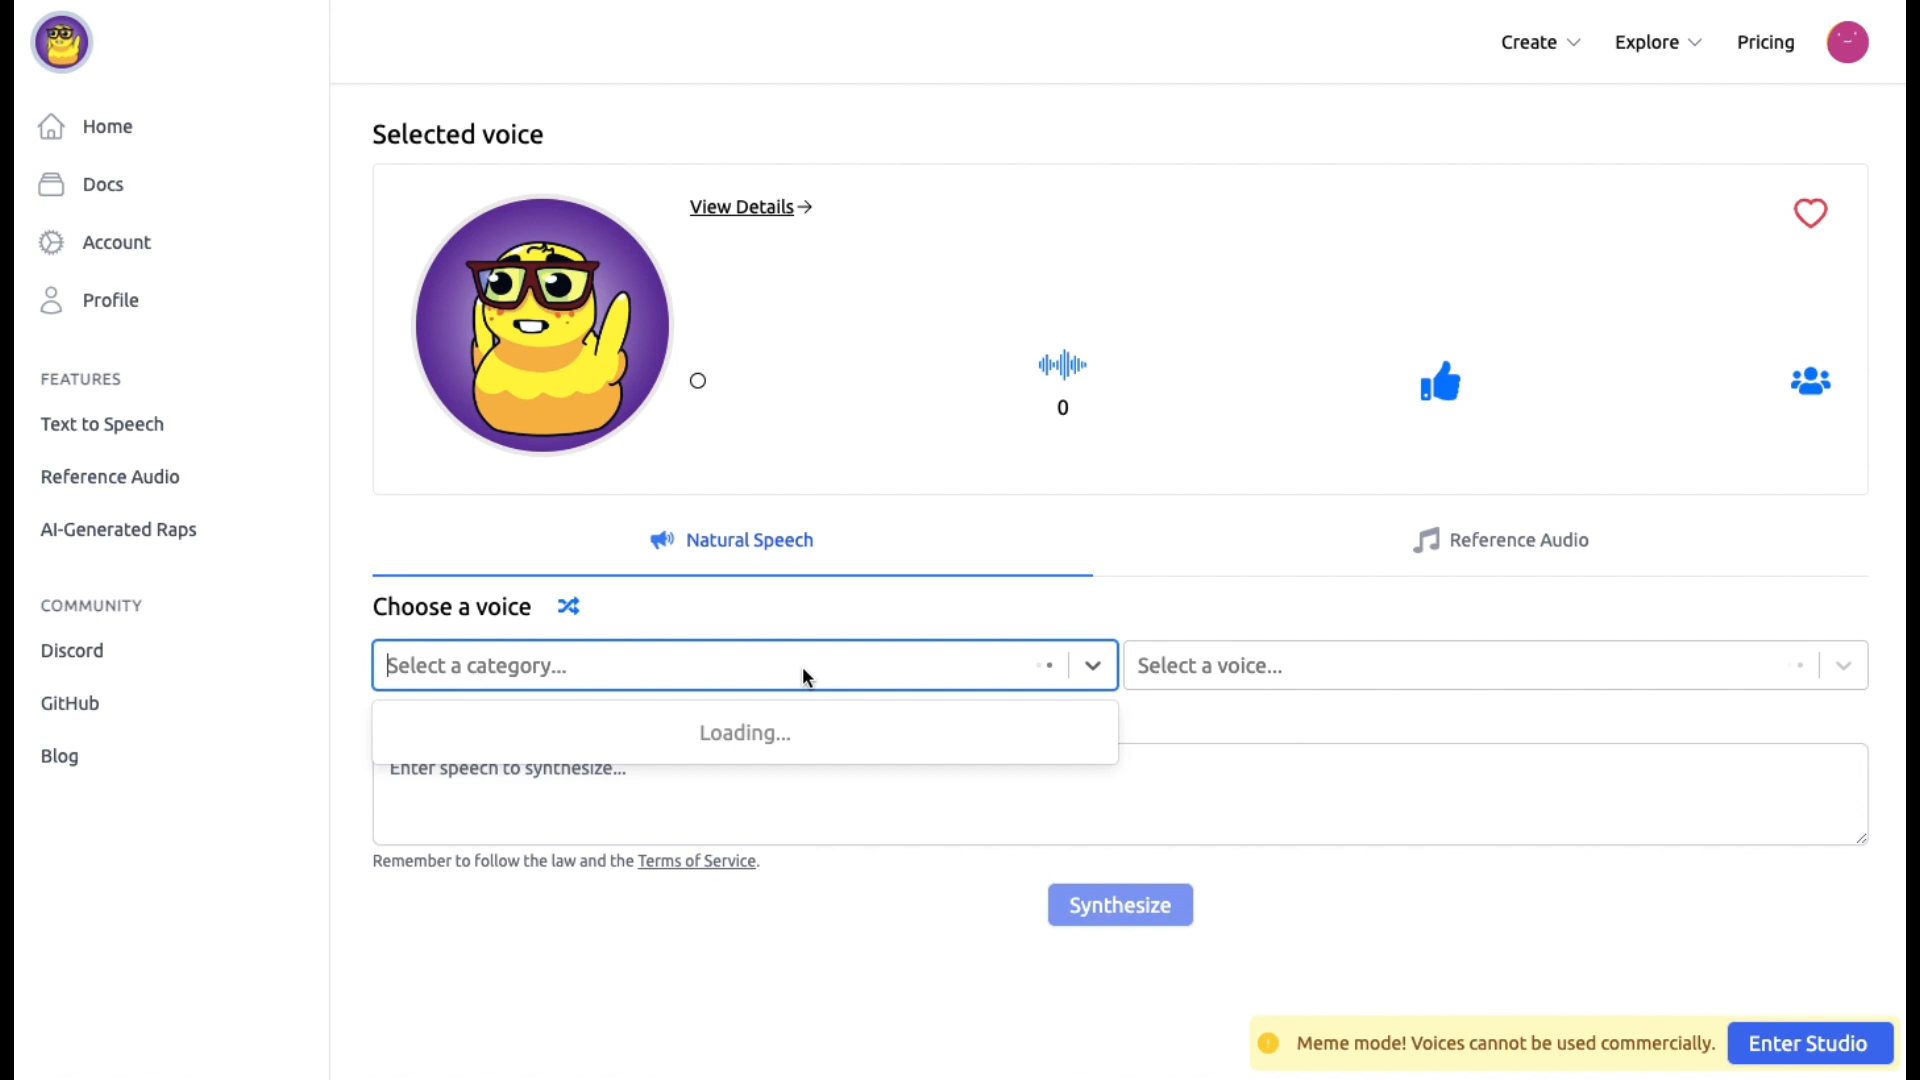 Create
Explore
Pricing
Home
Docs
Account
Profile
FEATURES
Text to Speech
Reference Audio
AI-Generated Raps
COMMUNITY
Discord
GitHub
Blog
Selected voice
View Details
0
Natural Speech
Reference Audio
Choose a voice
Select a category...
Select a voice...
Loading...
Enter speech to synthesize...
Remember to follow the law and the Terms of Service.
Synthesize
Meme mode! Voices cannot be used commercially.
Enter Studio